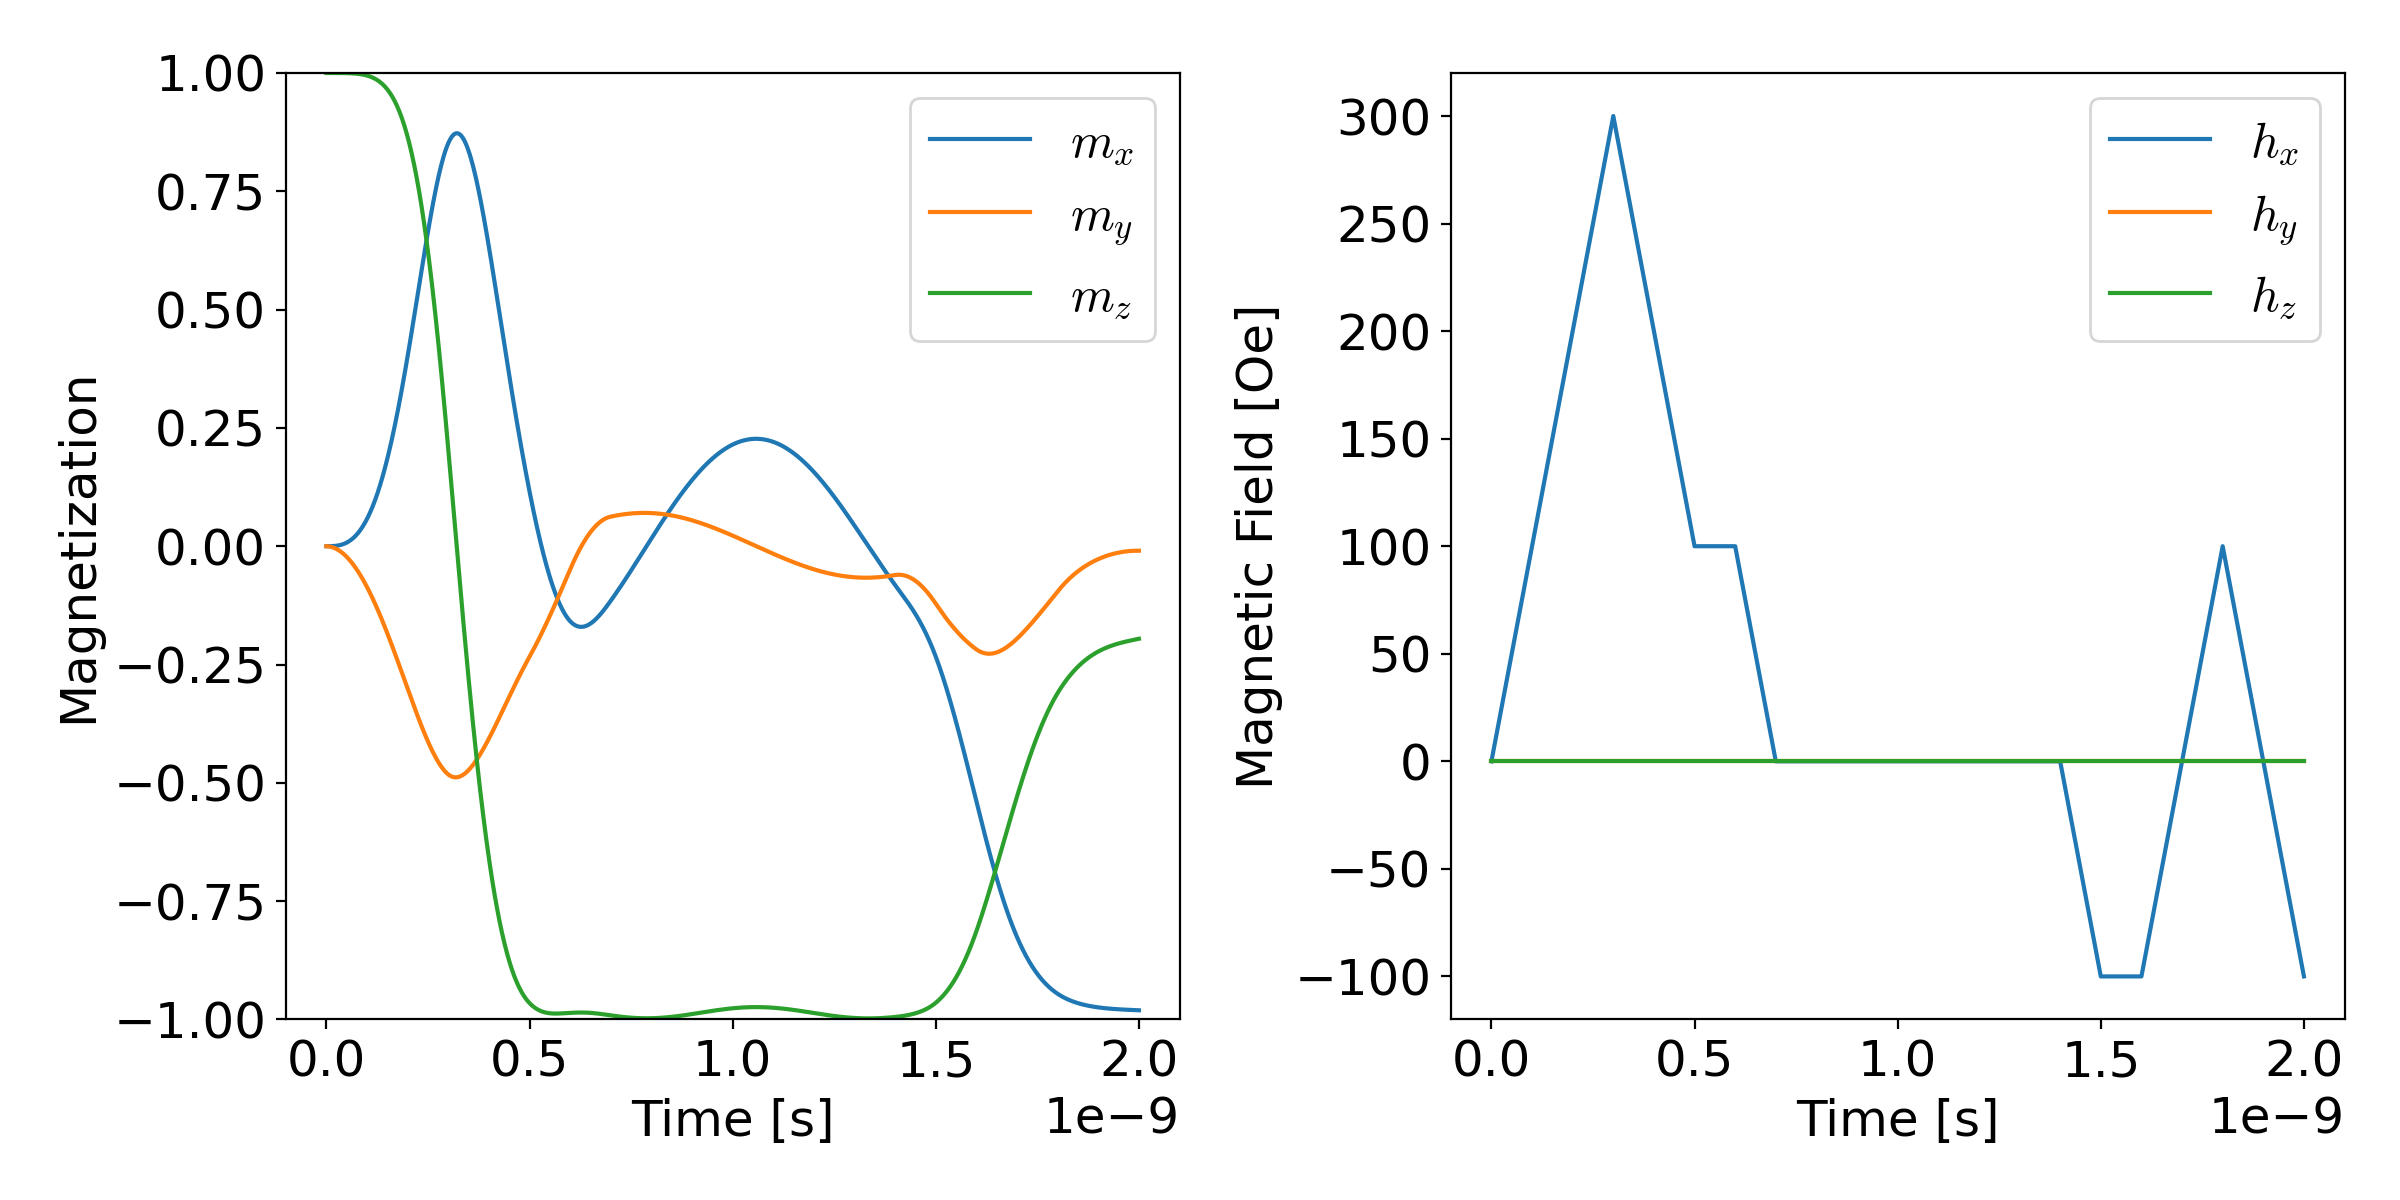 Magnetization
1.00
0.75
0.50
0.25
0.00
−0.25
−0.50
−0.75
−1.00
0.0 0.5 1.0 1.5 2.0
Time [s]
1e−9
m_x
m_y
m_z
Magnetic Field [Oe]
300
250
200
150
100
50
0
−50
−100
0.0 0.5 1.0 1.5 2.0
Time [s]
1e−9
h_x
h_y
h_z